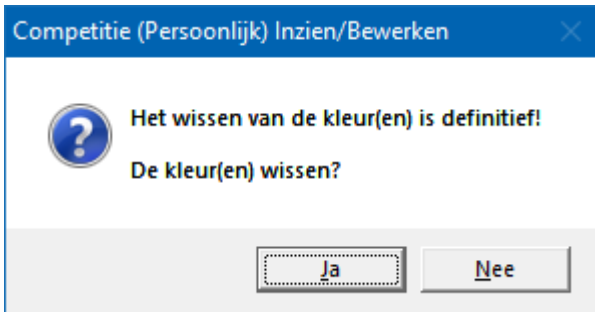 Competitie (Persoonlijk) Inzien/Bewerken
Het wissen van de kleur(en) is definitief!
De kleur(en) wissen?
Ja
Nee